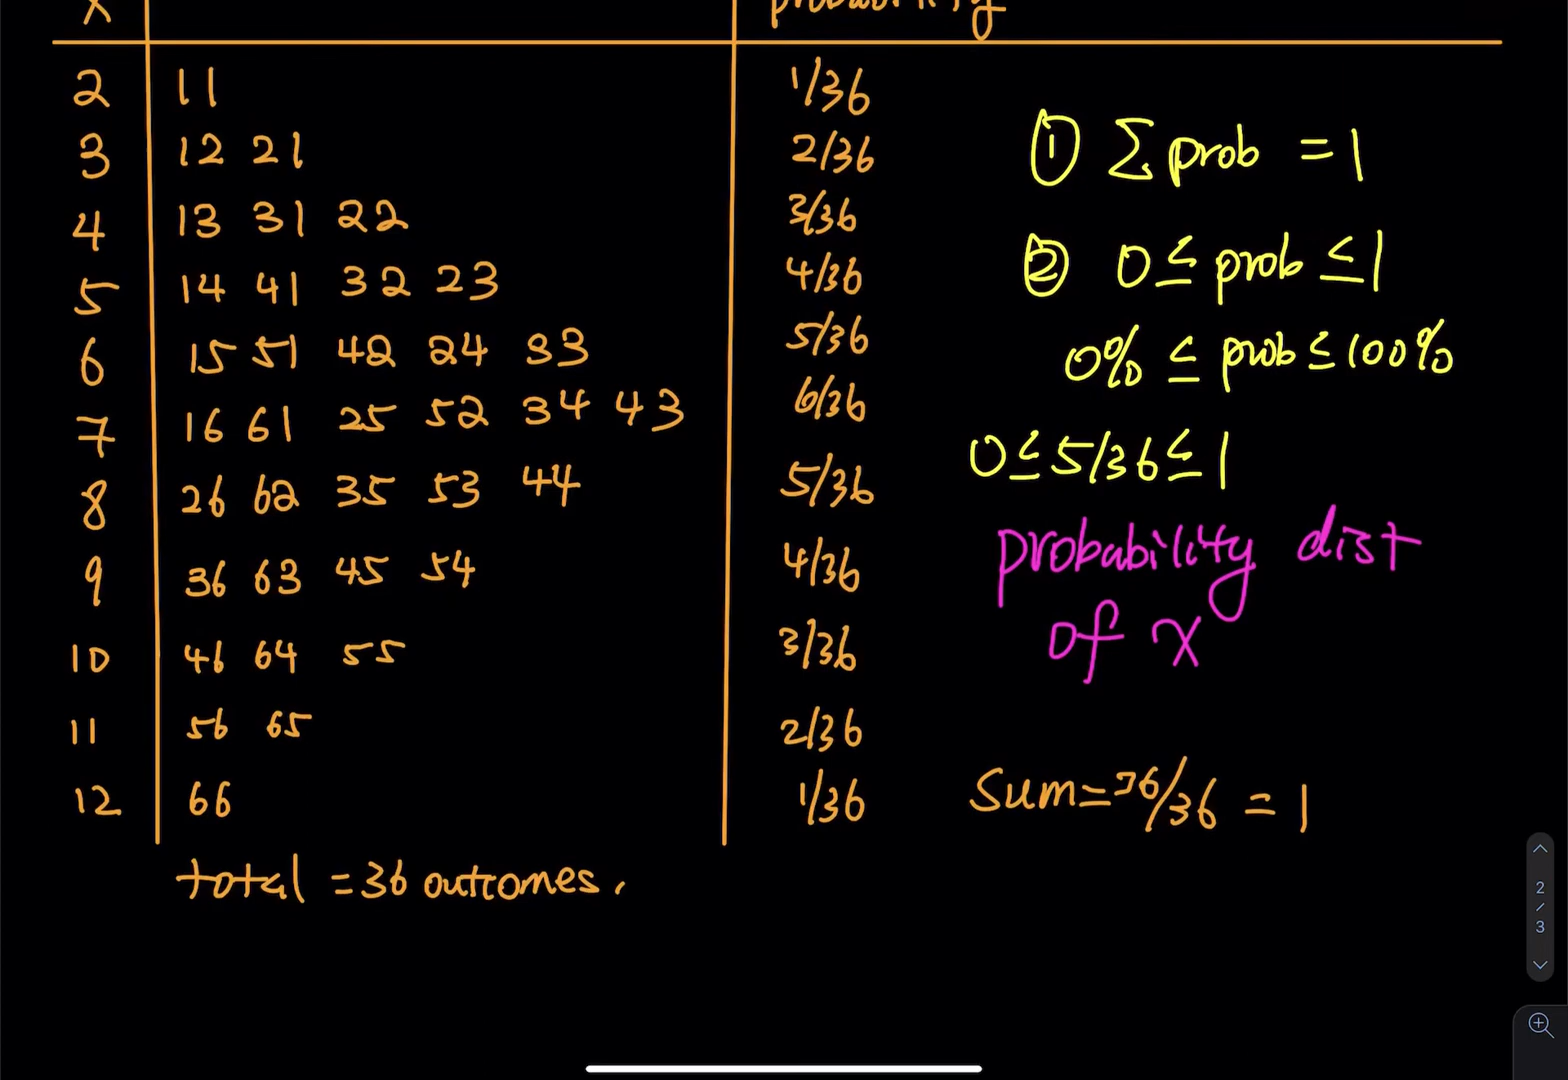 x probability
2 11 1/36
3 12 21 2/36
4 13 31 22 3/36
5 14 41 32 23 4/36
6 15 51 42 24 33 5/36
7 16 61 25 52 34 43 6/36
8 26 62 35 53 44 5/36
9 36 63 45 54 4/36
10 46 64 55 3/36
11 56 65 2/36
12 66 1/36
total = 36 outcomes.
① Σ prob = 1
② 0 ≤ prob ≤ 1
0% ≤ prob ≤ 100%
0 ≤ 5/36 ≤ 1
probability dist
of x
Sum = 36/36 = 1
2
/
3